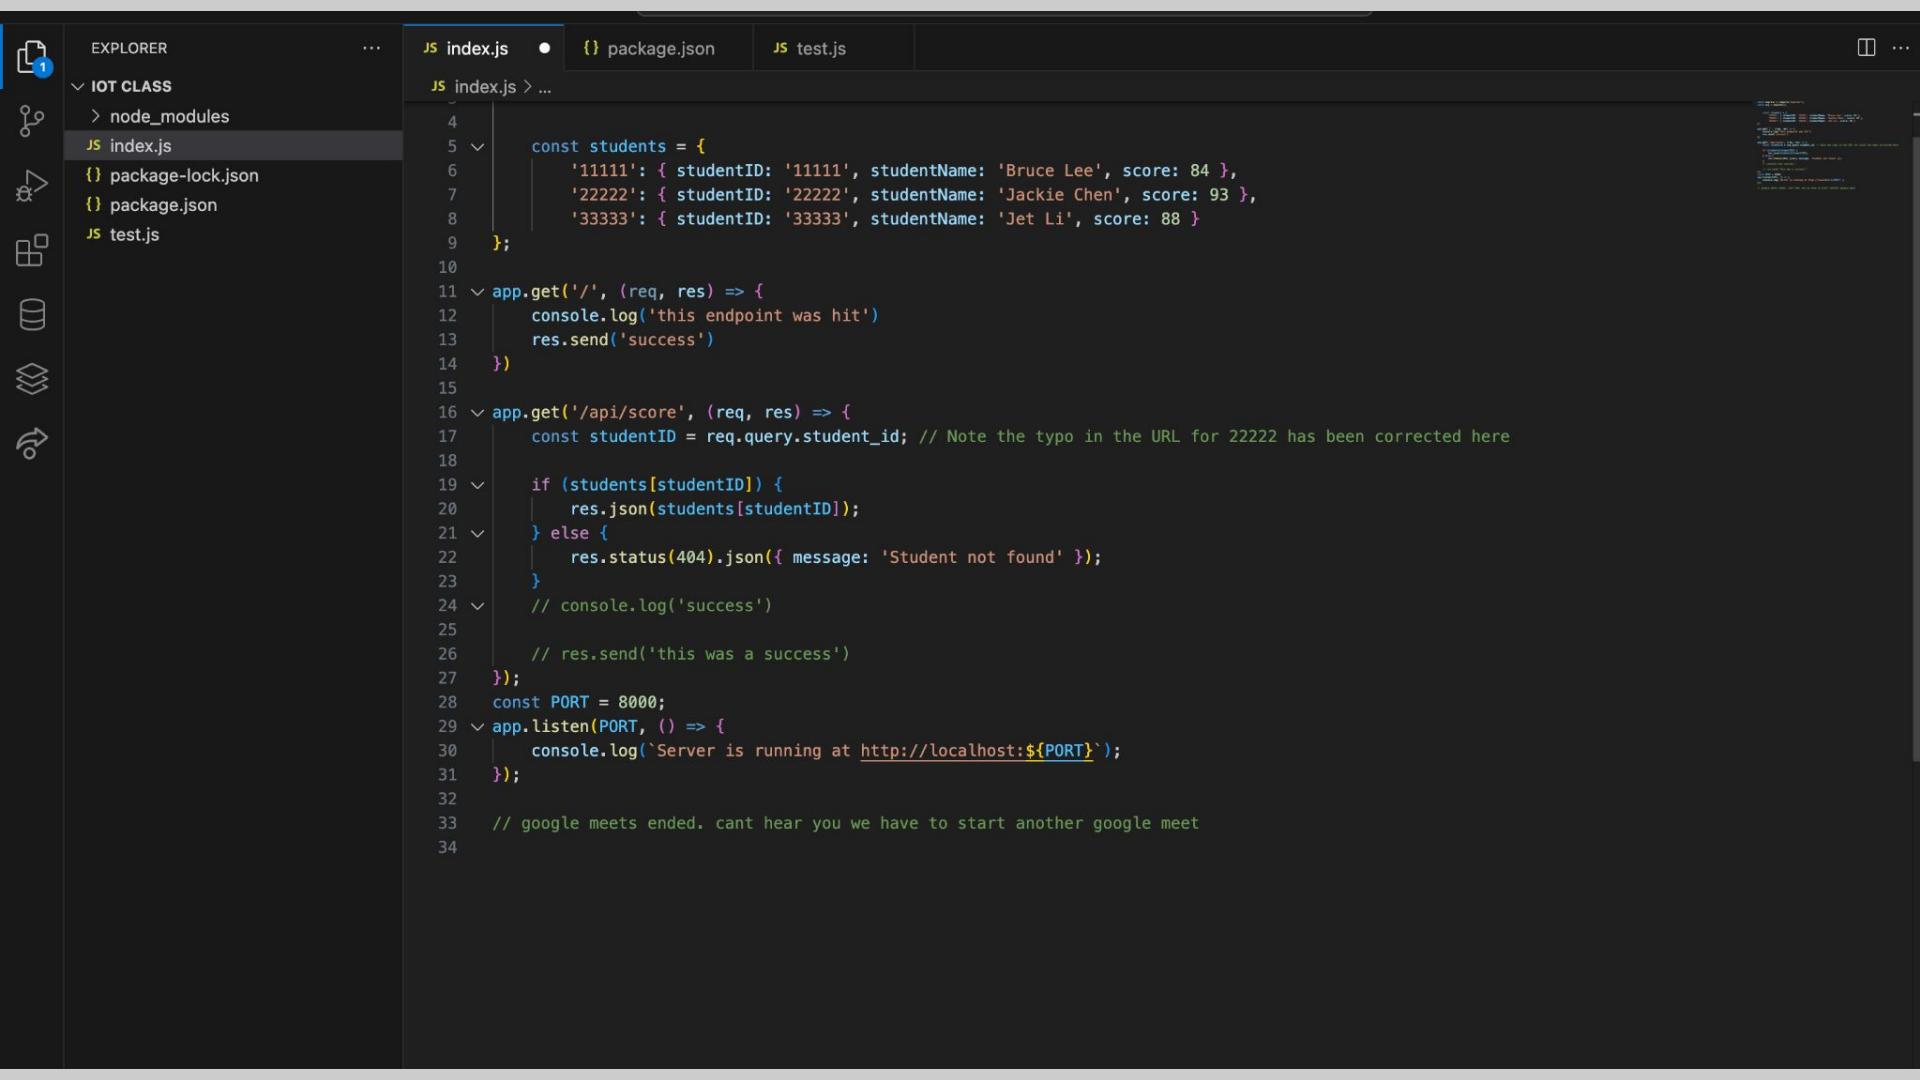 EXPLORER
IOT CLASS
node_modules
JS index.js
{} package-lock.json
{} package.json
JS test.js
1
JS index.js
{} package.json
JS test.js
JS index.js > ...
4
5 const students = {
6 '11111': { studentID: '11111', studentName: 'Bruce Lee', score: 84 },
7 '22222': { studentID: '22222', studentName: 'Jackie Chen', score: 93 },
8 '33333': { studentID: '33333', studentName: 'Jet Li', score: 88 }
9 };
10
11 app.get('/', (req, res) => {
12 console.log('this endpoint was hit')
13 res.send('success')
14 })
15
16 app.get('/api/score', (req, res) => {
17 const studentID = req.query.student_id; // Note the typo in the URL for 22222 has been corrected here
18
19 if (students[studentID]) {
20 res.json(students[studentID]);
21 } else {
22 res.status(404).json({ message: 'Student not found' });
23 }
24 // console.log('success')
25
26 // res.send('this was a success')
27 });
28 const PORT = 8000;
29 app.listen(PORT, () => {
30 console.log(`Server is running at http://localhost:${PORT}`);
31 });
32
33 // google meets ended. cant hear you we have to start another google meet
34